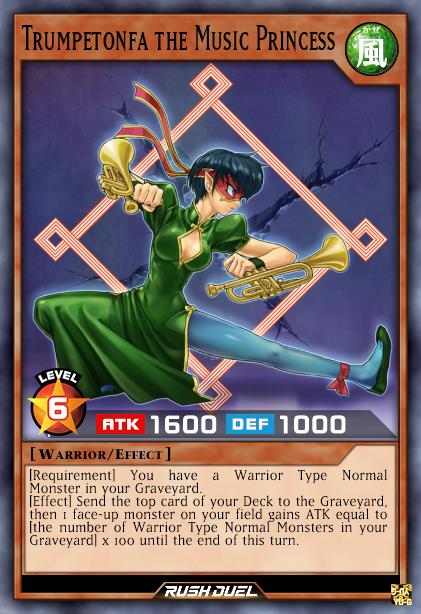 Trumpetonfa the Music Princess
かぜ
風
LEVEL
6
ATK 1600 DEF 1000
[Warrior/Effect]
[Requirement] You have a Warrior Type Normal
Monster in your Graveyard.
[Effect] Send the top card of your Deck to the Graveyard,
then 1 face-up monster on your field gains ATK equal to
[the number of Warrior Type Normal Monsters in your
Graveyard] x 100 until the end of this turn.
RUSH DUEL